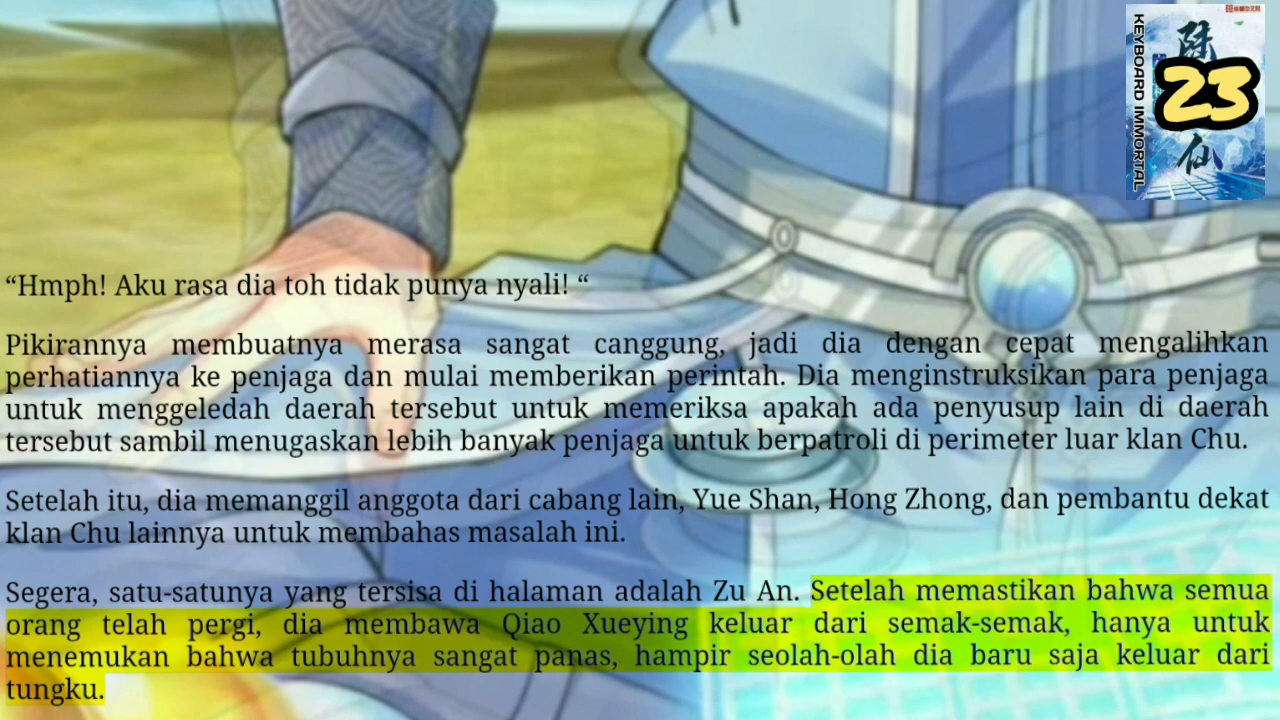 陸
仙
KEYBOARD IMMORTAL
23
“Hmph! Aku rasa dia toh tidak punya nyali! “
Pikirannya membuatnya merasa sangat canggung, jadi dia dengan cepat mengalihkan
perhatiannya ke penjaga dan mulai memberikan perintah. Dia menginstruksikan para penjaga
untuk menggeledah daerah tersebut untuk memeriksa apakah ada penyusup lain di daerah
tersebut sambil menugaskan lebih banyak penjaga untuk berpatroli di perimeter luar klan Chu.
Setelah itu, dia memanggil anggota dari cabang lain, Yue Shan, Hong Zhong, dan pembantu dekat
klan Chu lainnya untuk membahas masalah ini.
Segera, satu-satunya yang tersisa di halaman adalah Zu An. Setelah memastikan bahwa semua
orang telah pergi, dia membawa Qiao Xueying keluar dari semak-semak, hanya untuk
menemukan bahwa tubuhnya sangat panas, hampir seolah-olah dia baru saja keluar dari
tungku.